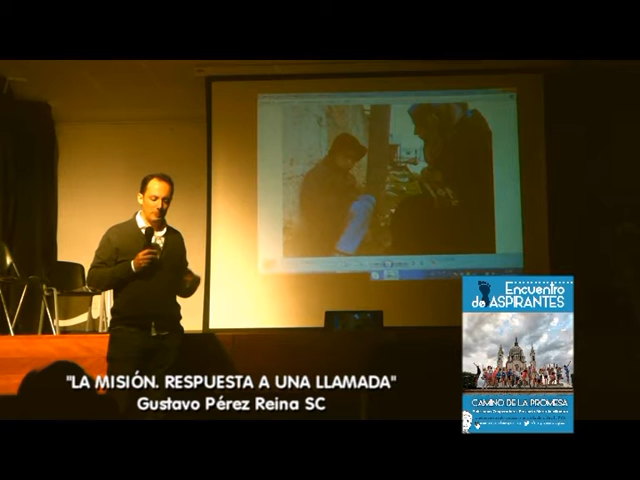 Encuentro
de ASPIRANTES
"LA MISIÓN. RESPUESTA A UNA LLAMADA"
Gustavo Pérez Reina SC
CAMINO DE LA PROMESA